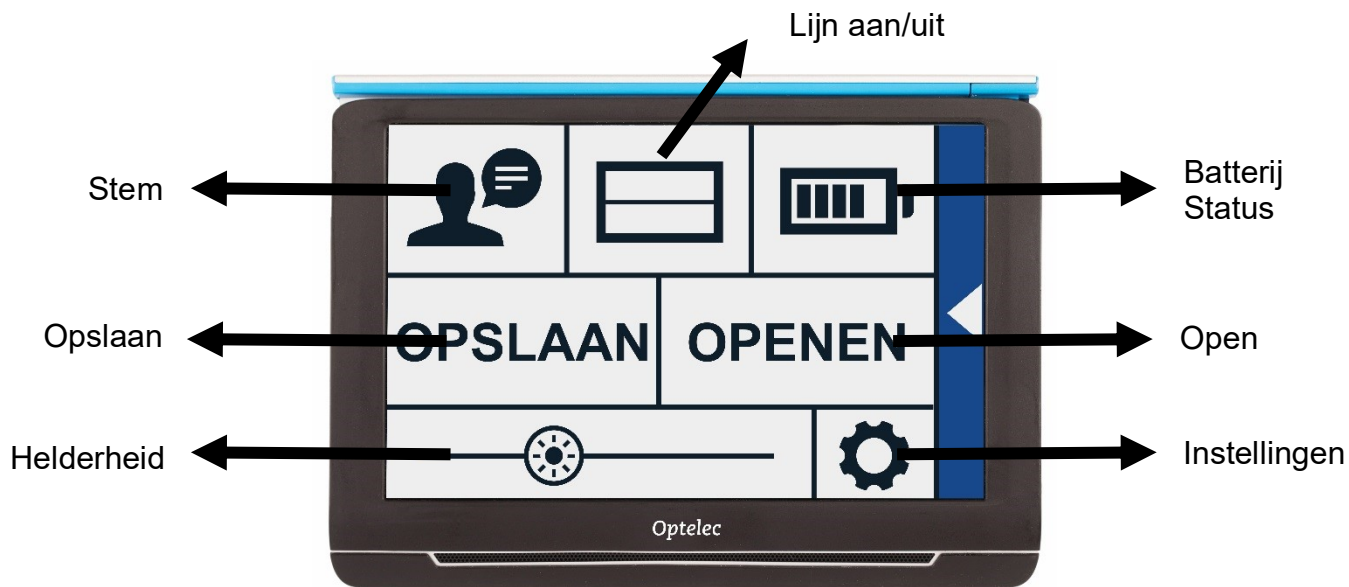 Lijn aan/uit
Stem
Batterij
Status
Opslaan
OPSLAAN
OPENEN
Open
Helderheid
Instellingen
Optelec